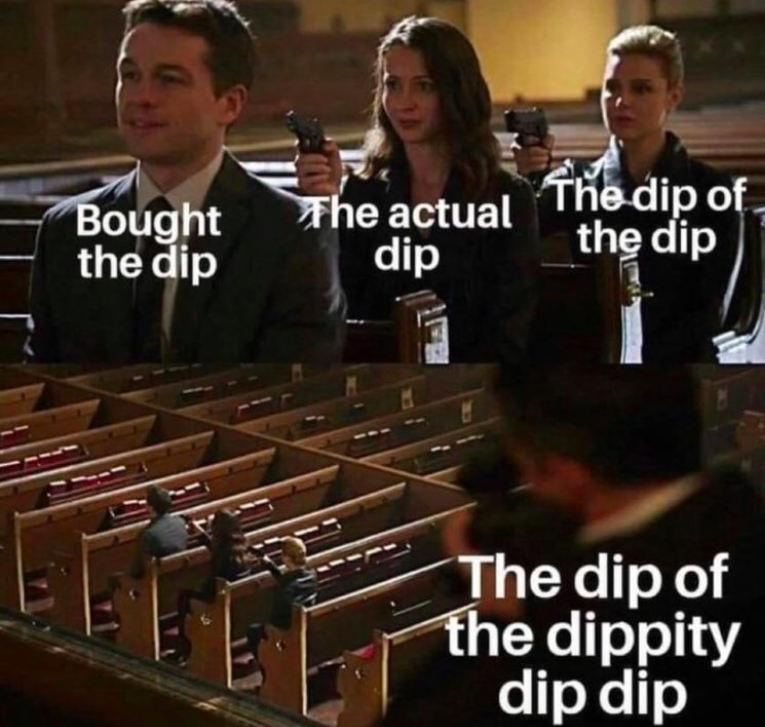 Bought
the dip
The actual
dip
The dip of
the dip
The dip of
the dippity
dip dip